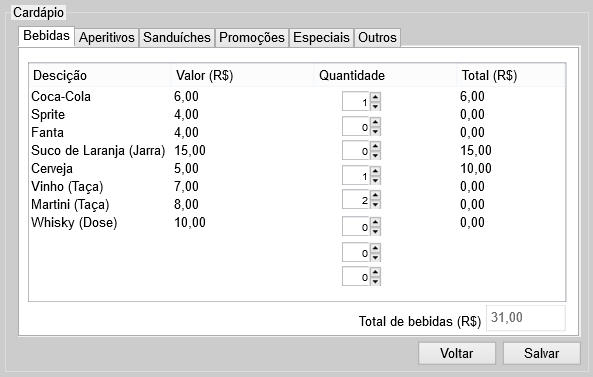 Cardápio
Bebidas Aperitivos Sanduíches Promoções Especiais Outros
Descição Valor (R$) Quantidade Total (R$)
Coca-Cola 6,00 1 6,00
Sprite 4,00 0 0,00
Fanta 4,00 0 0,00
Suco de Laranja (Jarra) 15,00 1 15,00
Cerveja 5,00 2 10,00
Vinho (Taça) 7,00 0 0,00
Martini (Taça) 8,00 0 0,00
Whisky (Dose) 10,00 0 0,00
Total de bebidas (R$) 31,00
Voltar Salvar